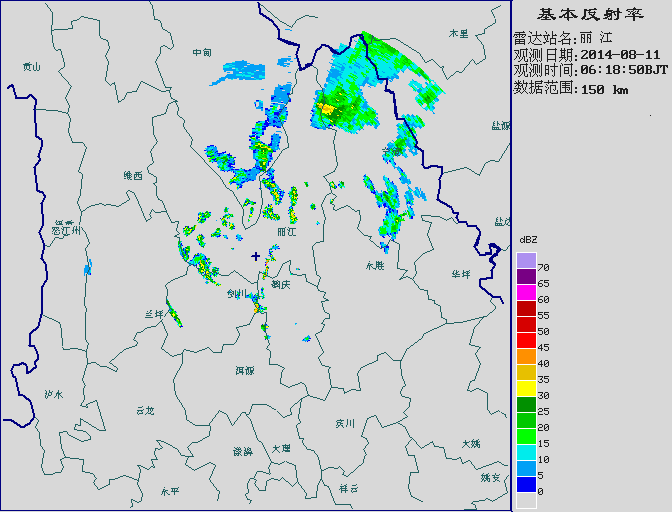 基本反射率
雷达站名:丽 江
观测日期:2014-08-11
观测时间:06:18:50BJT
数据范围:150 km
dBZ
70
65
60
55
50
45
40
35
30
25
20
15
10
5
0
木里
中甸
贡山
盐源
维西
怒江州
丽江
永胜
华坪
鹤庆
剑川
兰坪
洱源
泸水
云龙
宾川
漾濞
大理
大姚
姚安
永平
祥云